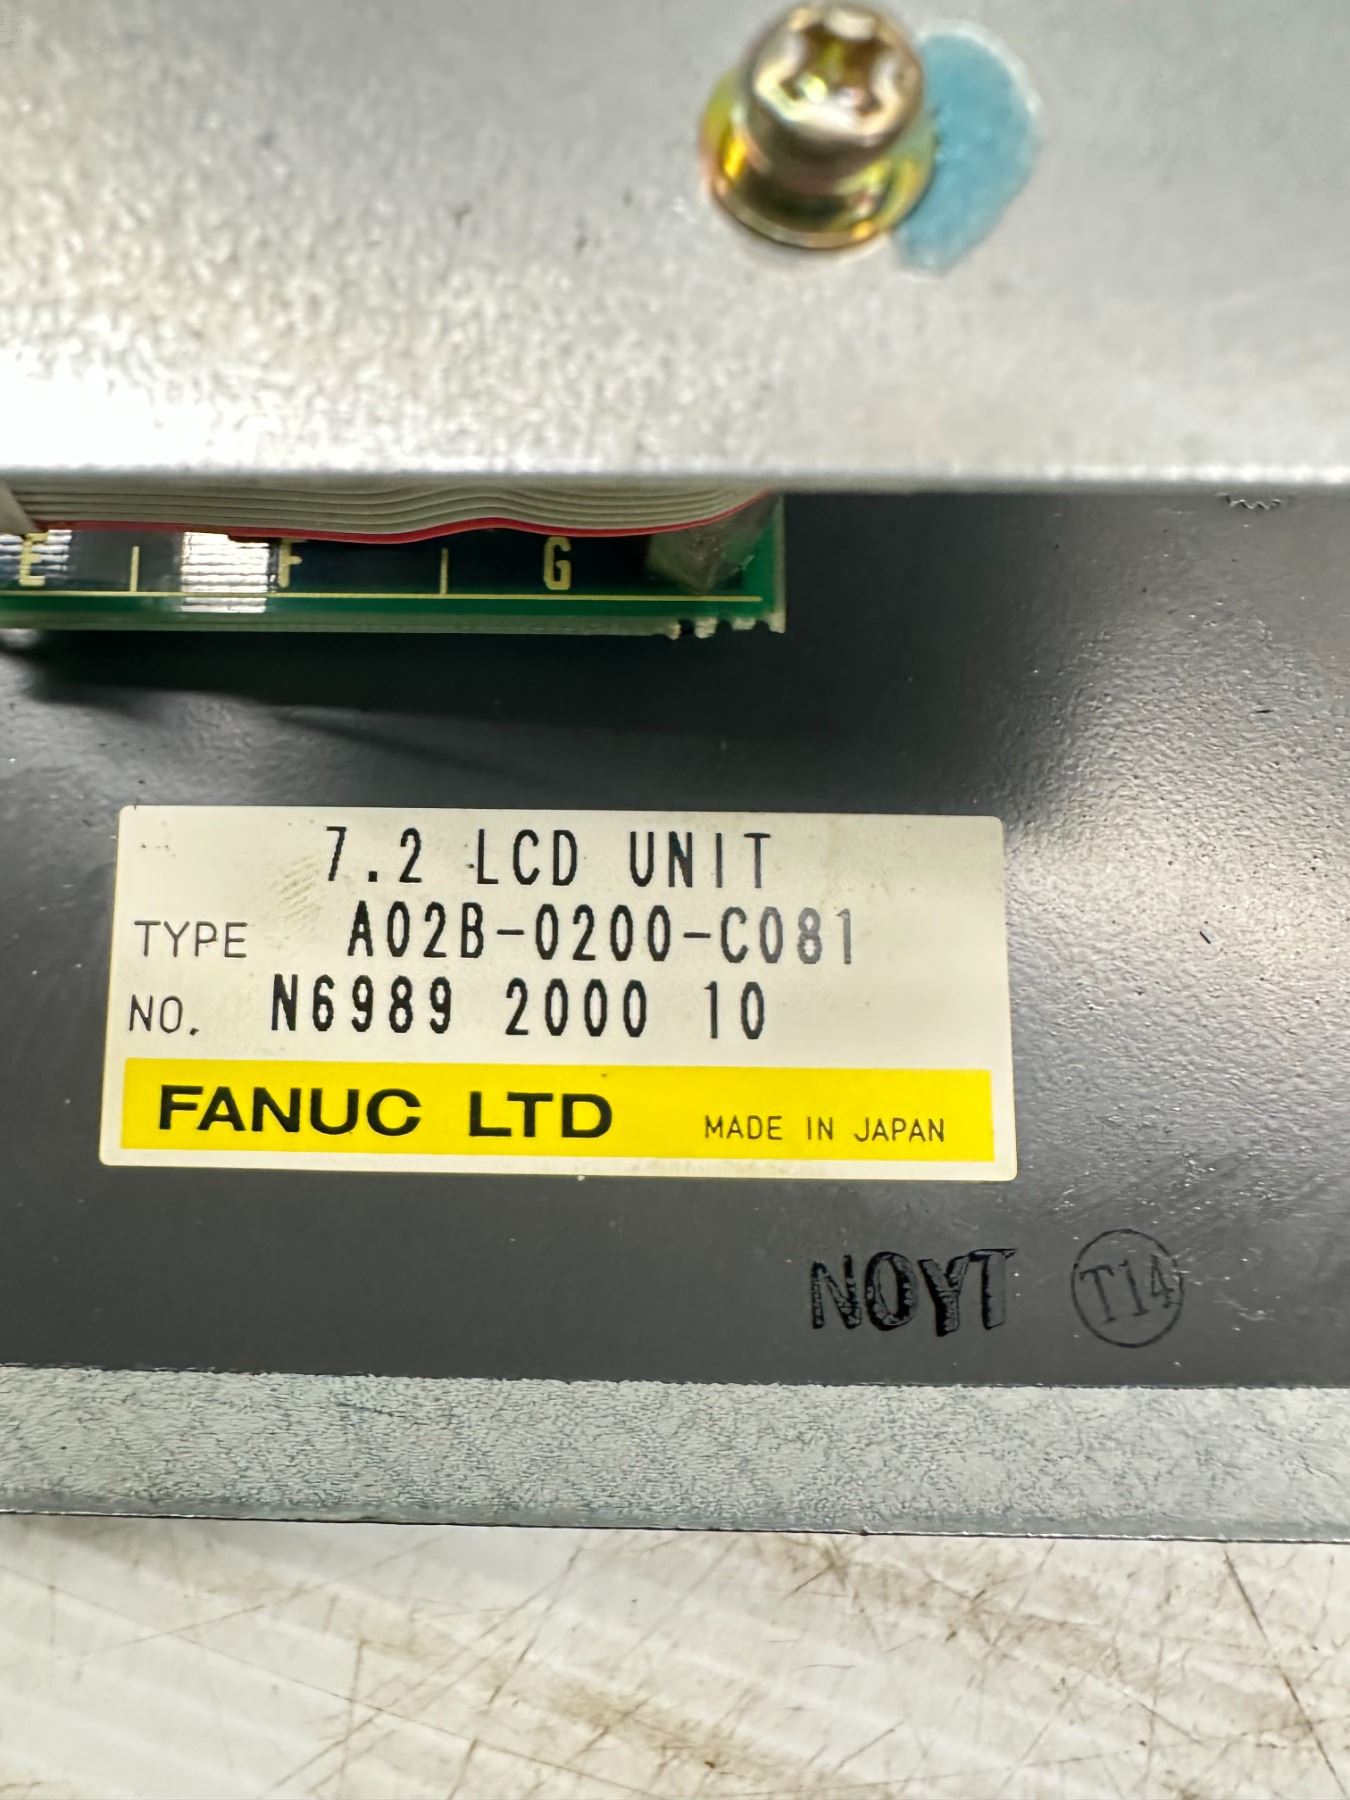 E F G
7.2 LCD UNIT
TYPE A02B-0200-C081
NO. N6989 2000 10
FANUC LTD MADE IN JAPAN
NOYT T14